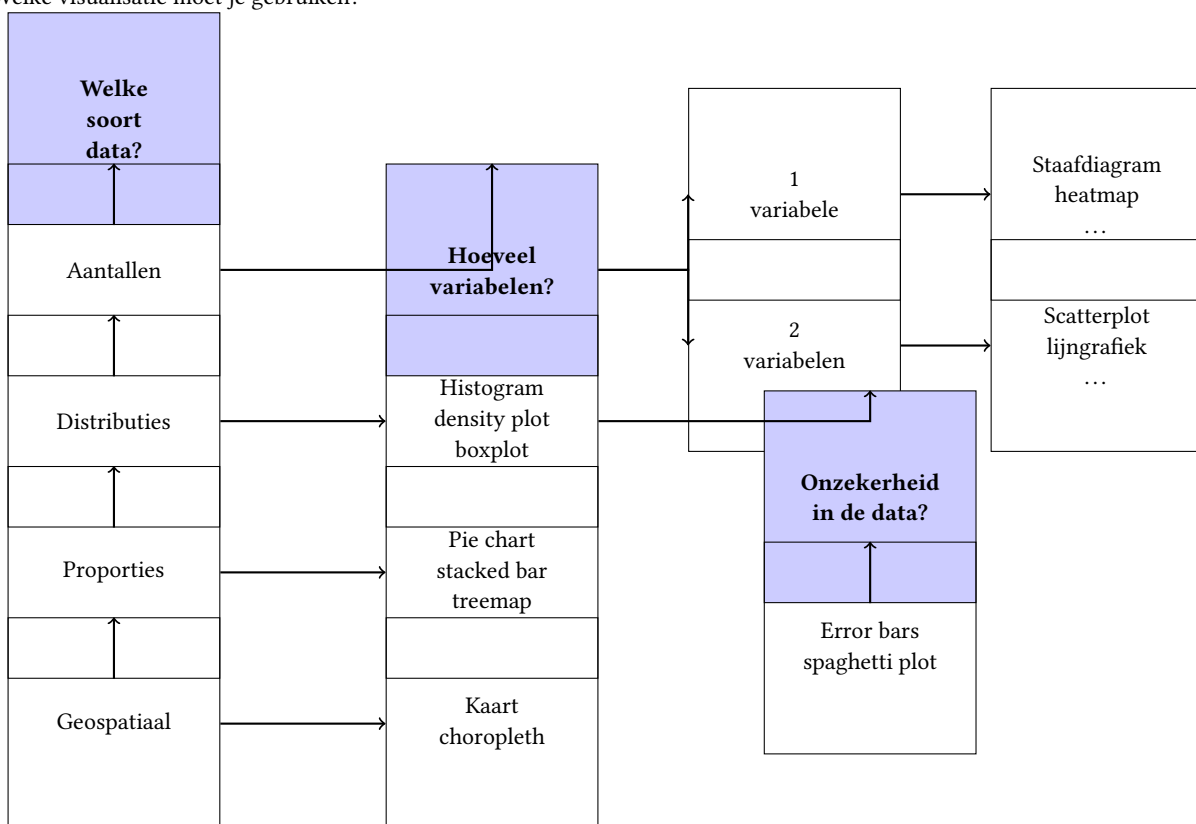 Welke visualisatie moet je gebruiken?
Welke
soort
data?
Aantallen
Distributies
Proporties
Geospatiaal
Hoeveel
variabelen?
Histogram
density plot
boxplot
Pie chart
stacked bar
treemap
Kaart
choropleth
1
variabele
2
variabelen
Staafdiagram
heatmap
…
Scatterplot
lijngrafiek
…
Onzekerheid
in de data?
Error bars
spaghetti plot